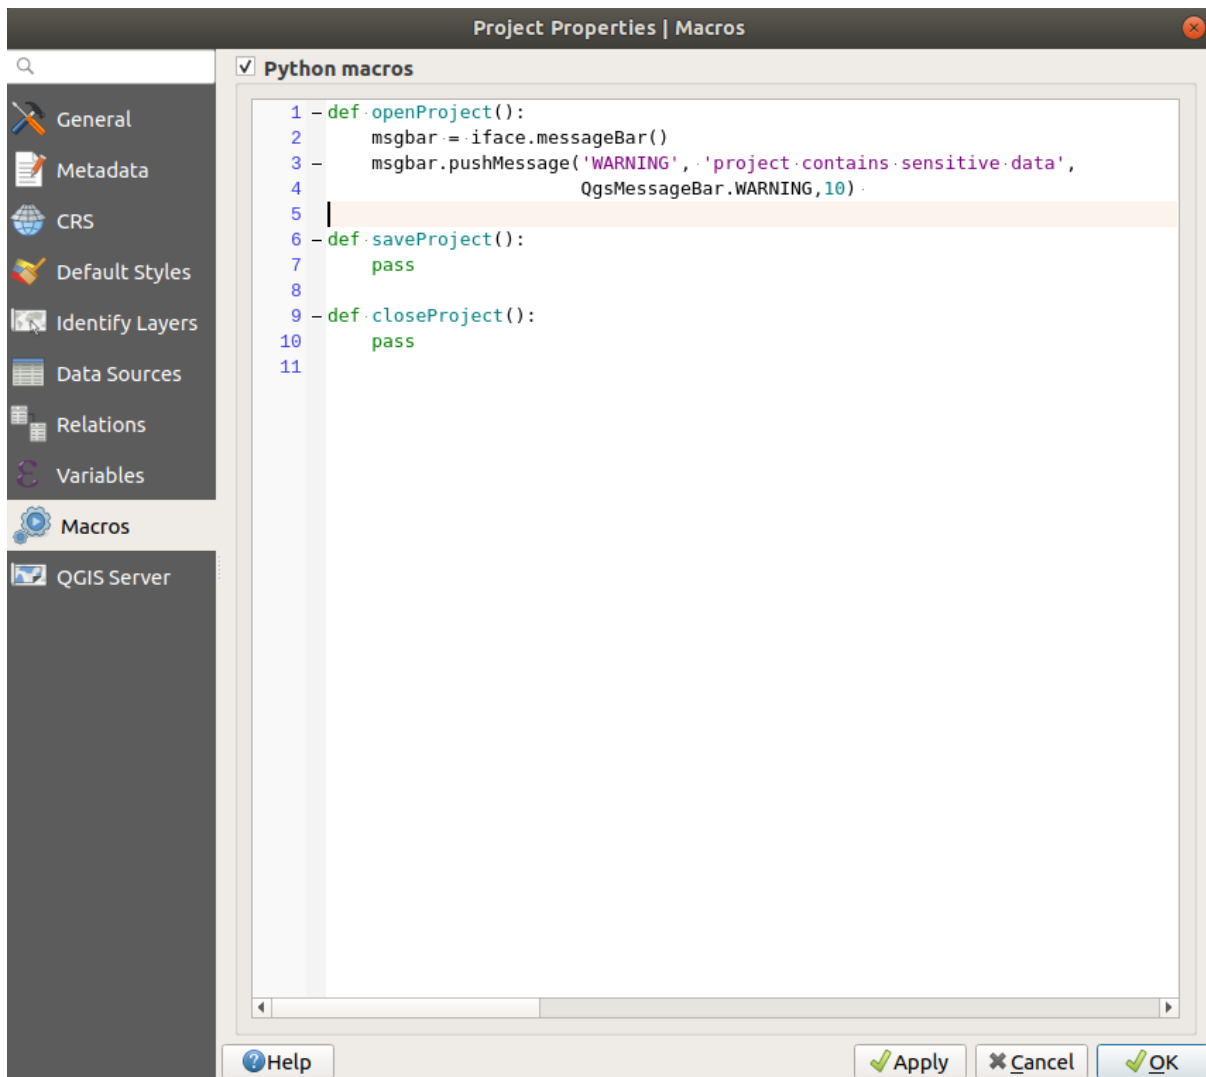 Project Properties | Macros
General
Metadata
CRS
Default Styles
Identify Layers
Data Sources
Relations
Variables
Macros
QGIS Server
Python macros
1 def openProject():
2     msgbar = iface.messageBar()
3     msgbar.pushMessage('WARNING', 'project contains sensitive data',
4                        QgsMessageBar.WARNING,10)
5
6 def saveProject():
7     pass
8
9 def closeProject():
10     pass
11
Help
Apply
Cancel
OK